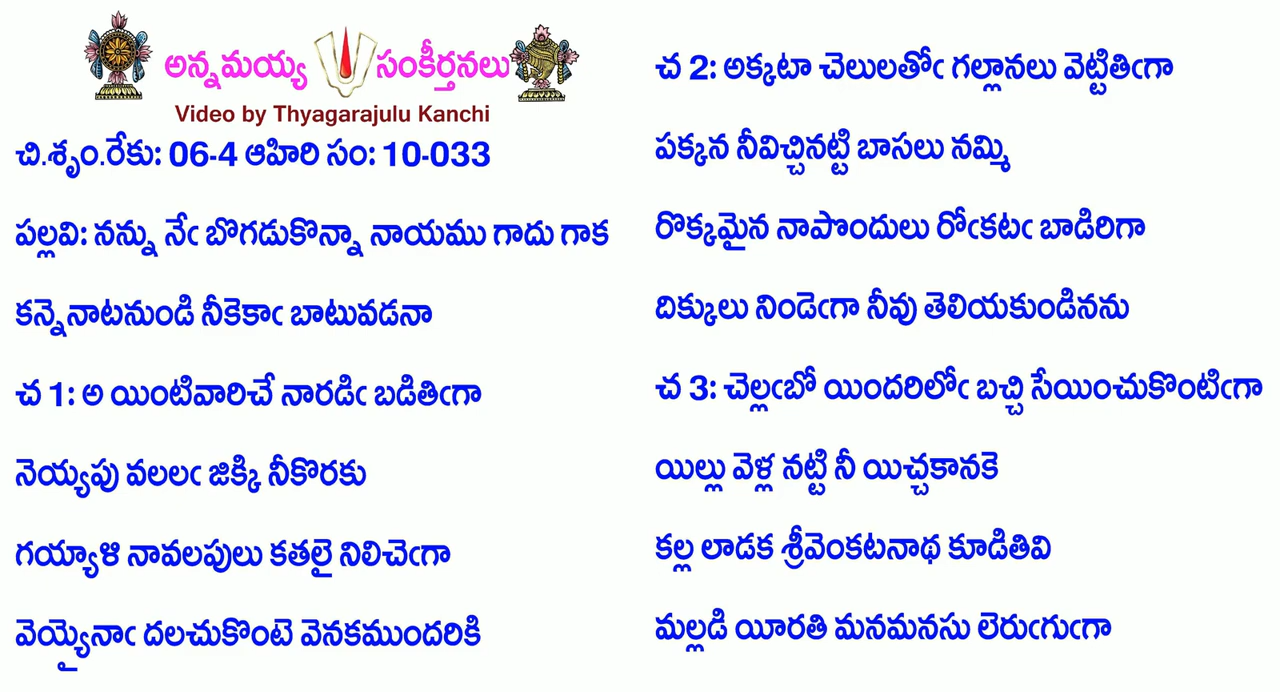 అన్నమయ్య సంకీర్తనలు
Video by Thyagarajulu Kanchi
చి.శృం.రేకు: 06-4 ఆహిరి సం: 10-033
పల్లవి: నన్ను నేఁ బొగడుకొన్నా నాయము గాదు గాక
కన్నెనాటనుండి నీకెకాఁ బాటువడనా
చ 1: అ యింటివారిచే నారడిఁ బడితిఁగా
నెయ్యపు వలలఁ జిక్కి నీకొరకు
గయ్యాళి నావలపులు కతలై నిలిచెఁగా
వెయ్యైనాఁ దలచుకొంటె వెనకముందరికి
చ 2: అక్కటా చెలులతోఁ గల్లానలు వెట్టితిఁగా
పక్కన నీవిచ్చినట్టి బాసలు నమ్మి
రొక్కమైన నాపొందులు రోఁకటఁ బాడిరిగా
దిక్కులు నిండెఁగా నీవు తెలియకుండినను
చ 3: చెల్లఁబో యిందరిలోఁ బచ్చి సేయించుకొంటిఁగా
యిల్లు వెళ్ల నట్టి నీ యిచ్చకానకె
కల్ల లాడక శ్రీవెంకటనాథ కూడితివి
మల్లడి యీరతి మనమనసు లెరుఁగుఁగా